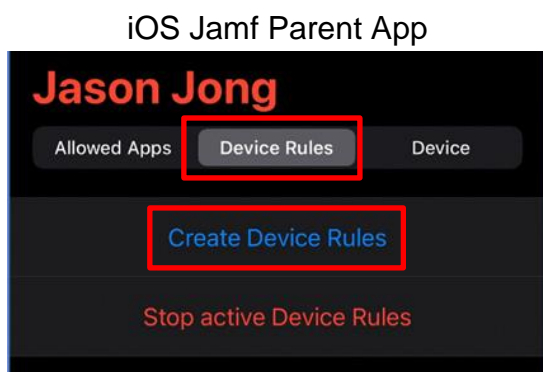 iOS Jamf Parent App
Jason Jong
Allowed Apps Device Rules Device
Create Device Rules
Stop active Device Rules